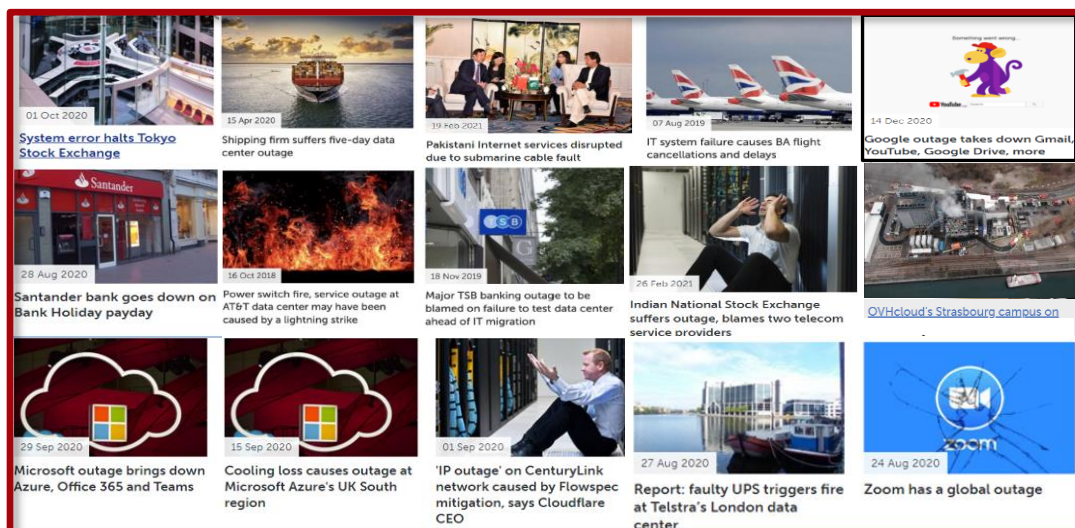 01 Oct 2020
System error halts Tokyo
Stock Exchange
15 Apr 2020
Shipping firm suffers five-day data
center outage
19 Feb 2021
Pakistani Internet services disrupted
due to submarine cable fault
07 Aug 2019
IT system failure causes BA flight
cancellations and delays
Something went wrong...
YouTube
Search
14 Dec 2020
Google outage takes down Gmail,
YouTube, Google Drive, more
Santander
28 Aug 2020
Santander bank goes down on
Bank Holiday payday
16 Oct 2018
Power switch fire, service outage at
AT&T data center may have been
caused by a lightning strike
TSB
18 Nov 2019
Major TSB banking outage to be
blamed on failure to test data center
ahead of IT migration
26 Feb 2021
Indian National Stock Exchange
suffers outage, blames two telecom
service providers
OVHcloud's Strasbourg campus on
29 Sep 2020
Microsoft outage brings down
Azure, Office 365 and Teams
15 Sep 2020
Cooling loss causes outage at
Microsoft Azure's UK South
region
01 Sep 2020
'IP outage' on CenturyLink
network caused by Flowspec
mitigation, says Cloudflare
CEO
27 Aug 2020
Report: faulty UPS triggers fire
at Telstra's London data
center
zoom
24 Aug 2020
Zoom has a global outage